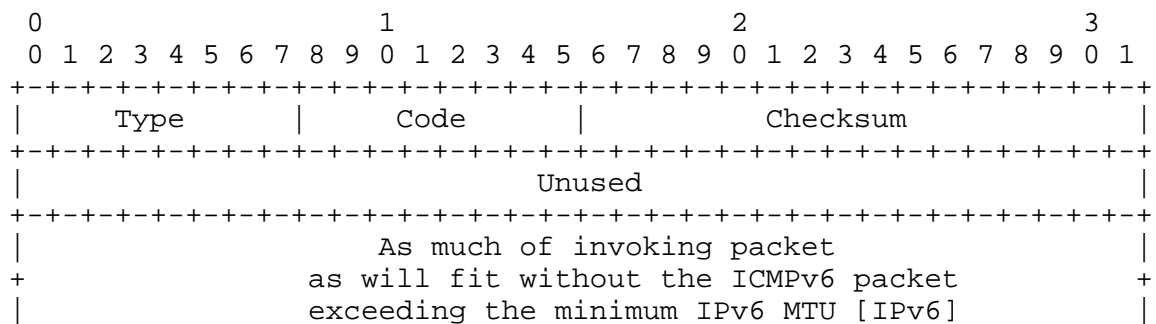 0                   1                   2                   3
 0 1 2 3 4 5 6 7 8 9 0 1 2 3 4 5 6 7 8 9 0 1 2 3 4 5 6 7 8 9 0 1
+-+-+-+-+-+-+-+-+-+-+-+-+-+-+-+-+-+-+-+-+-+-+-+-+-+-+-+-+-+-+-+-+
|     Type      |     Code      |          Checksum             |
+-+-+-+-+-+-+-+-+-+-+-+-+-+-+-+-+-+-+-+-+-+-+-+-+-+-+-+-+-+-+-+-+
|                             Unused                            |
+-+-+-+-+-+-+-+-+-+-+-+-+-+-+-+-+-+-+-+-+-+-+-+-+-+-+-+-+-+-+-+-+
|                    As much of invoking packet                 |
+                as will fit without the ICMPv6 packet          +
|                exceeding the minimum IPv6 MTU [IPv6]          |